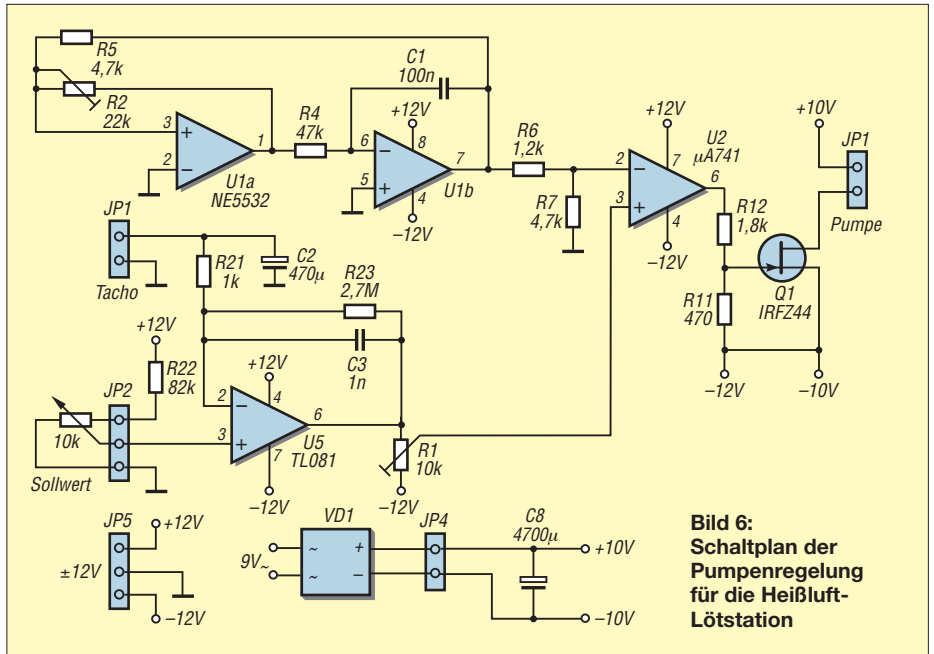 R5
4,7k
R2
22k
3
+
2
–
1
U1a
NE5532
R4
47k
C1
100n
+12V
8
6
–
5
+
7
4
U1b
–12V
R6
1,2k
R7
4,7k
+12V
U2
µA741
7
2
–
3
+
6
4
–12V
R12
1,8k
R11
470
Q1
IRFZ44
–12V
–10V
+10V
JP1
Pumpe
JP1
Tacho
R21
1k
C2
470µ
R23
2,7M
C3
1n
+12V
R22
82k
JP2
10k
Sollwert
+12V
4
2
–
3
+
6
U5
TL081
7
–12V
R1
10k
–12V
JP5
+12V
±12V
–12V
VD1
9V~
~
~
+
–
JP4
C8
4700µ
+10V
–10V
Bild 6:
Schaltplan der
Pumpenregelung
für die Heißluft-
Lötstation